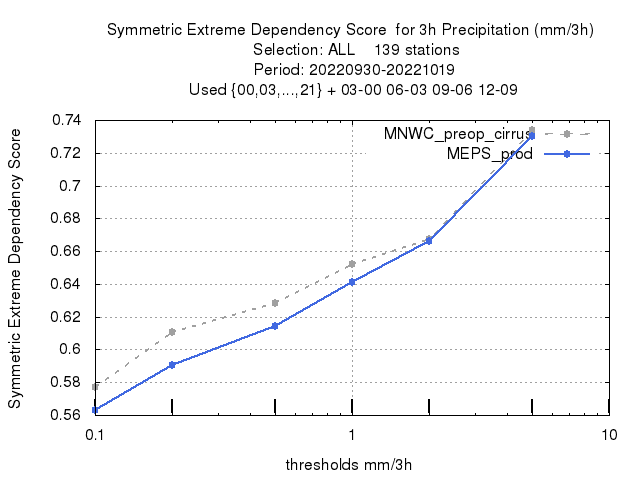 Symmetric Extreme Dependency Score for 3h Precipitation (mm/3h)
Selection: ALL 139 stations
Period: 20220930-20221019
Used {00,03,...,21} + 03-00 06-03 09-06 12-09
Symmetric Extreme Dependency Score
0.74
0.72
0.7
0.68
0.66
0.64
0.62
0.6
0.58
0.56
MNWC_preop_cirrus
MEPS_prod
0.1 1 10
thresholds mm/3h